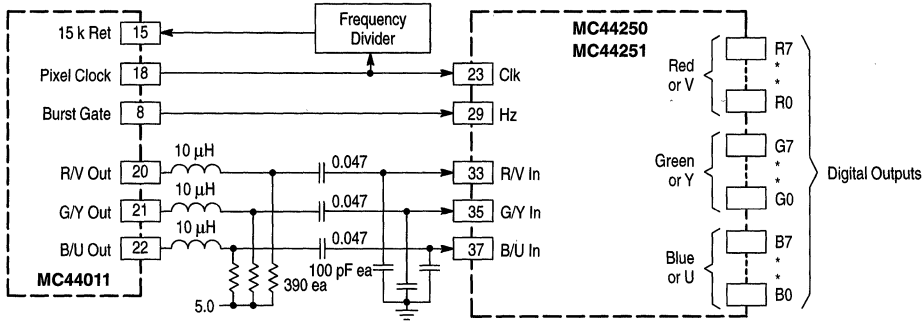 15 k Ret
15
Frequency
Divider
MC44250
MC44251
Pixel Clock
18
23
Clk
Burst Gate
8
29
Hz
Red
or V
R7
*
*
R0
10 µH
R/V Out
20
0.047
33
R/V In
10 µH
G/Y Out
21
0.047
35
G/Y In
10 µH
B/U Out
22
0.047
37
B/U In
Green
or Y
G7
*
*
G0
Digital Outputs
MC44011
100 pF ea
390 ea
5.0
Blue
or U
B7
*
*
B0